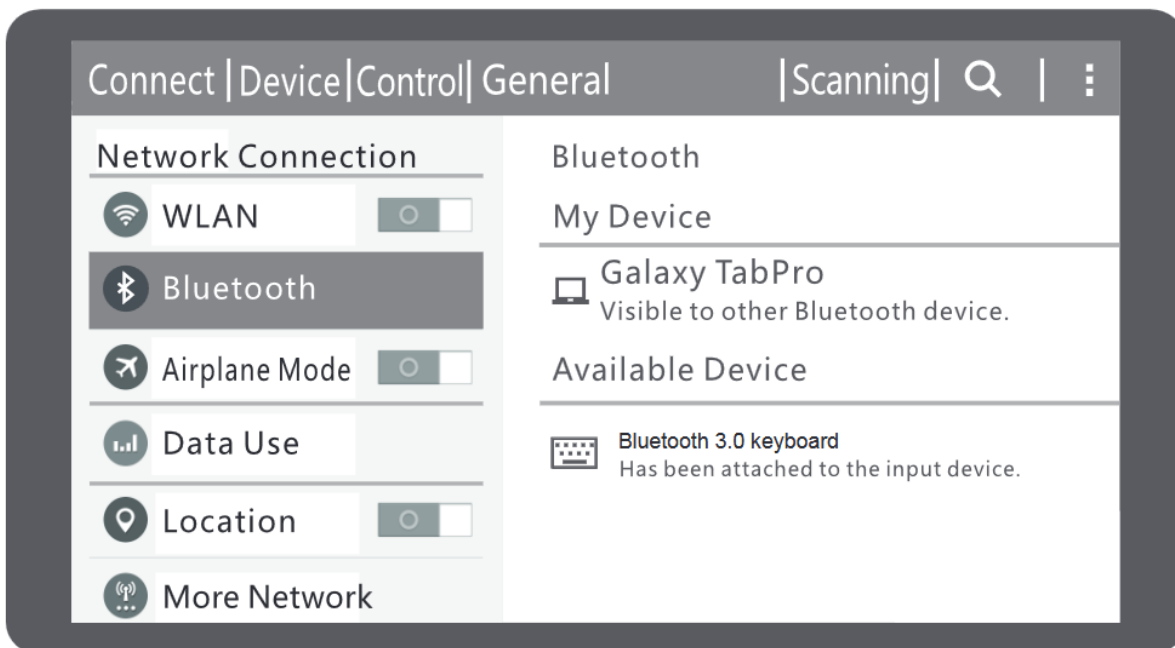 Connect |Device|Control| General |Scanning| |
Network Connection
WLAN
Bluetooth
Airplane Mode
Data Use
Location
More Network
Bluetooth
My Device
Galaxy TabPro
Visible to other Bluetooth device.
Available Device
Bluetooth 3.0 keyboard
Has been attached to the input device.